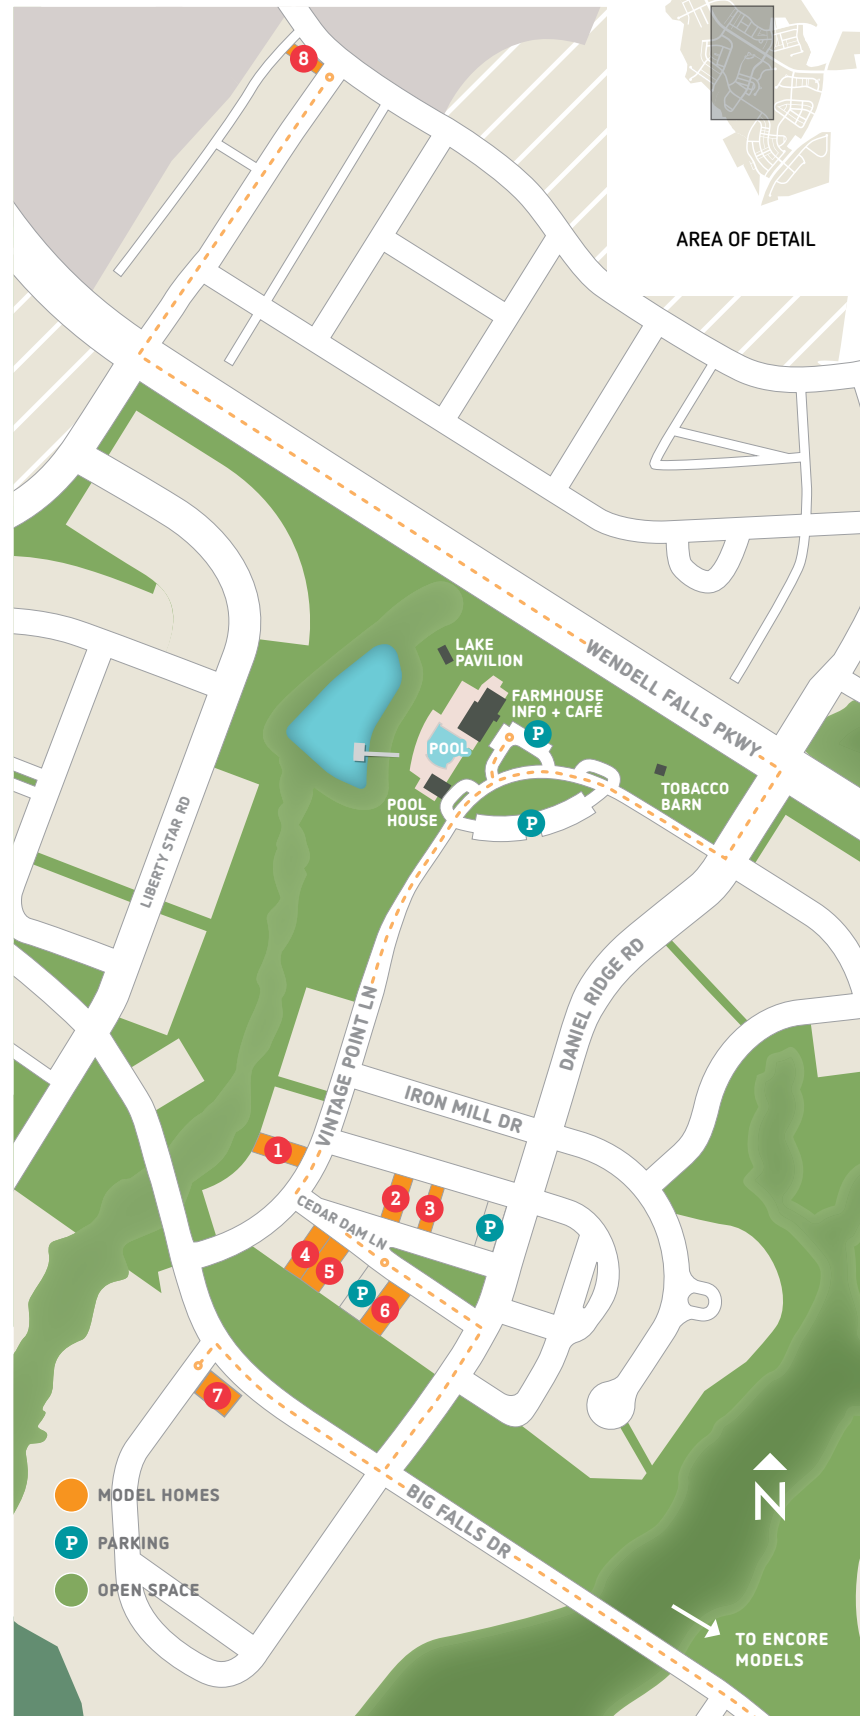 8
AREA OF DETAIL
LAKE
PAVILION
FARMHOUSE
INFO + CAFÉ
P
POOL
WENDELL FALLS PKWY
TOBACCO
BARN
POOL
HOUSE
P
LIBERTY STAR RD
DANIEL RIDGE RD
VINTAGE POINT LN
IRON MILL DR
1
2
3
P
CEDAR DAM LN
4
5
P
6
7
MODEL HOMES
P PARKING
OPEN SPACE
BIG FALLS DR
N
TO ENCORE
MODELS